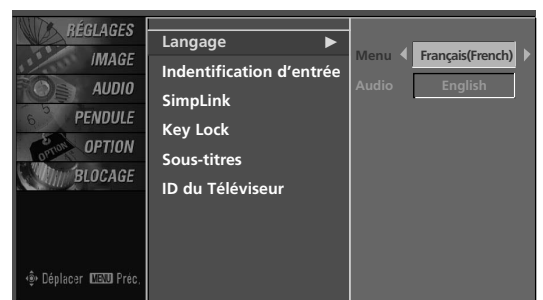 RÉGLAGES
IMAGE
AUDIO
PENDULE
OPTION
BLOCAGE
Déplacer MENU Préc.
Langage
Indentification d'entrée
SimpLink
Key Lock
Sous-titres
ID du Téléviseur
Menu Français(French)
Audio English